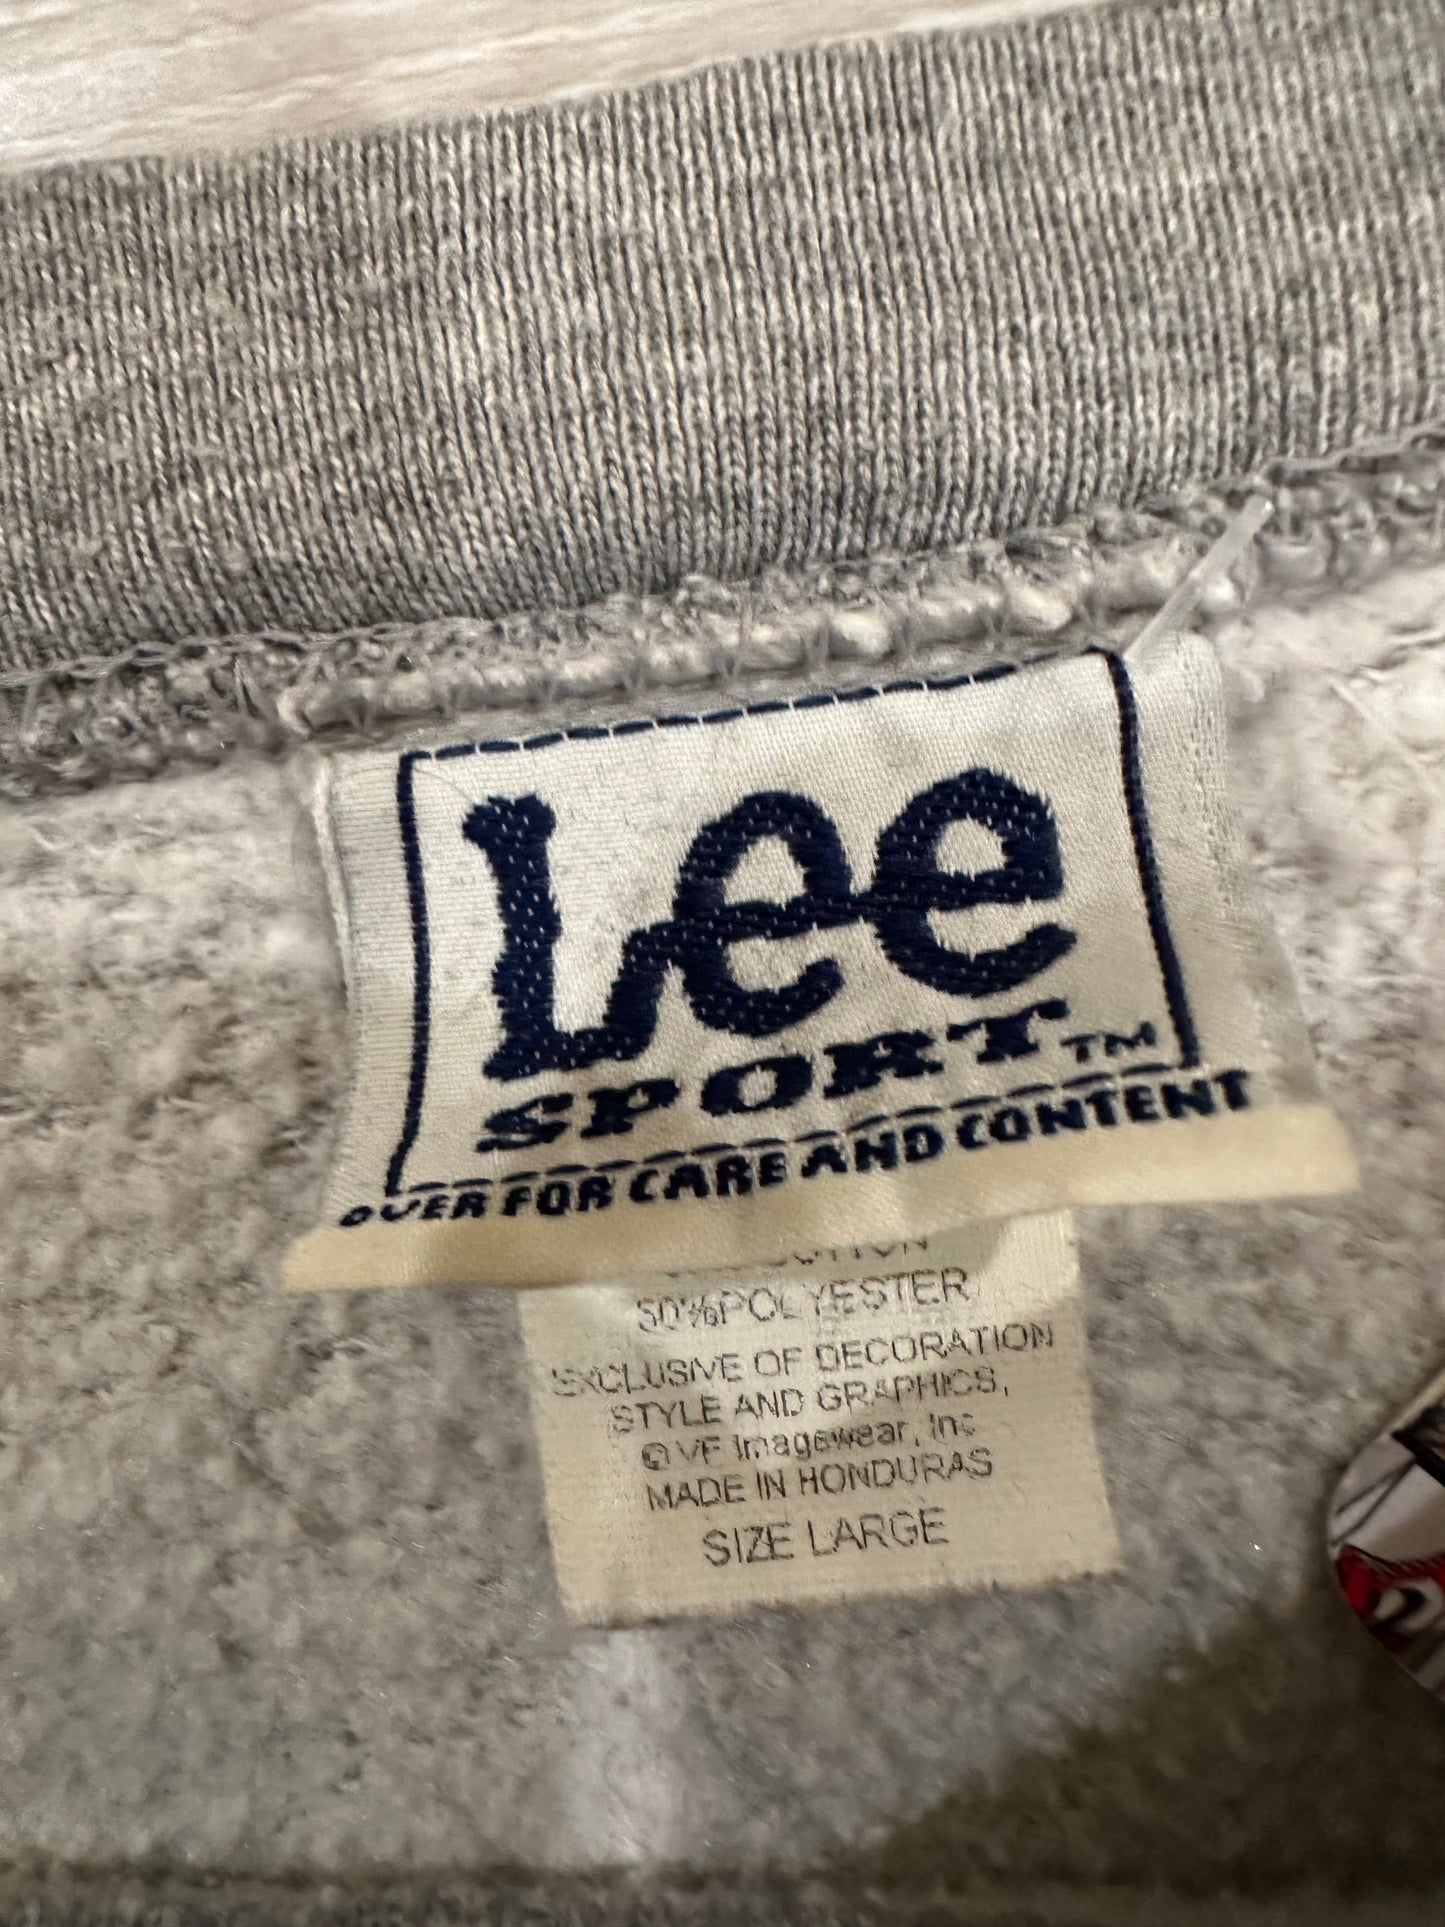 Lee
SPORT™
OVER FOR CARE AND CONTENT
COTTON
50%POLYESTER
EXCLUSIVE OF DECORATION
STYLE AND GRAPHICS,
©VF Imagewear, Inc
MADE IN HONDURAS
SIZE LARGE